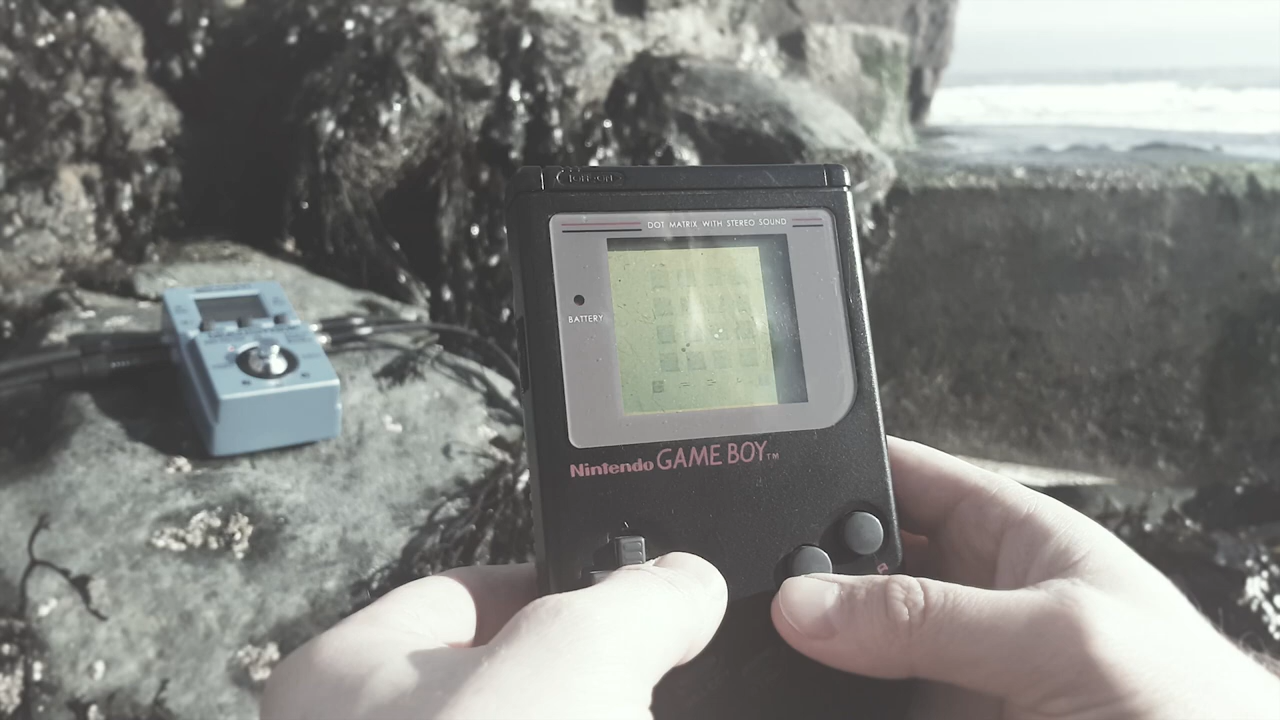 DOT MATRIX WITH STEREO SOUND
BATTERY
Nintendo GAME BOY™
A